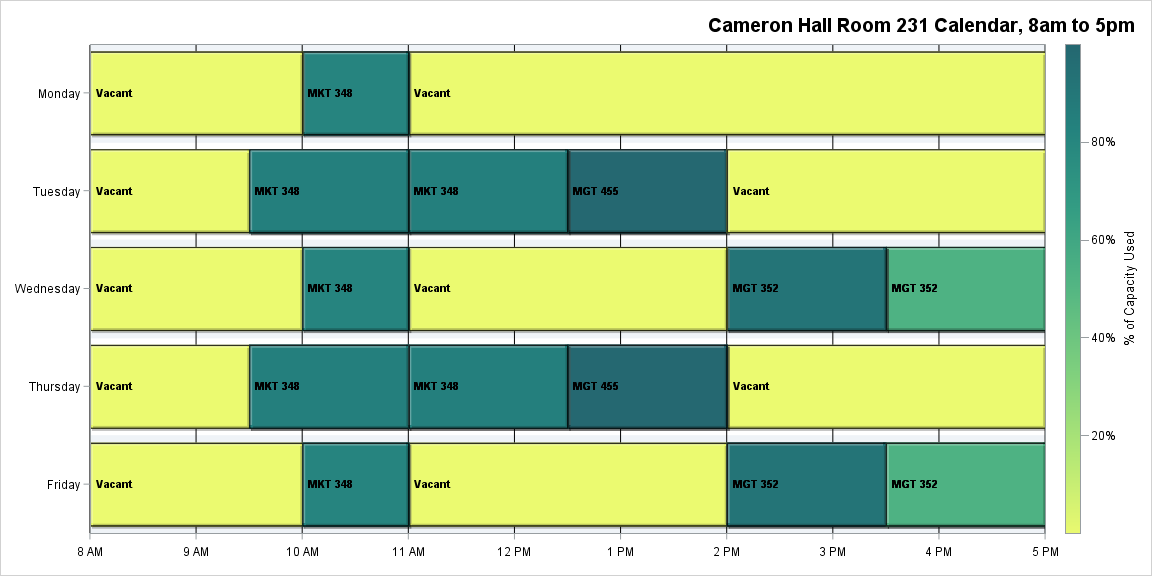 Cameron Hall Room 231 Calendar, 8am to 5pm
Monday Vacant MKT 348 Vacant
80%
Tuesday Vacant MKT 348 MKT 348 MGT 455 Vacant
60%
% of Capacity Used
Wednesday Vacant MKT 348 Vacant MGT 352 MGT 352
40%
Thursday Vacant MKT 348 MKT 348 MGT 455 Vacant
20%
Friday Vacant MKT 348 Vacant MGT 352 MGT 352
8 AM 9 AM 10 AM 11 AM 12 PM 1 PM 2 PM 3 PM 4 PM 5 PM